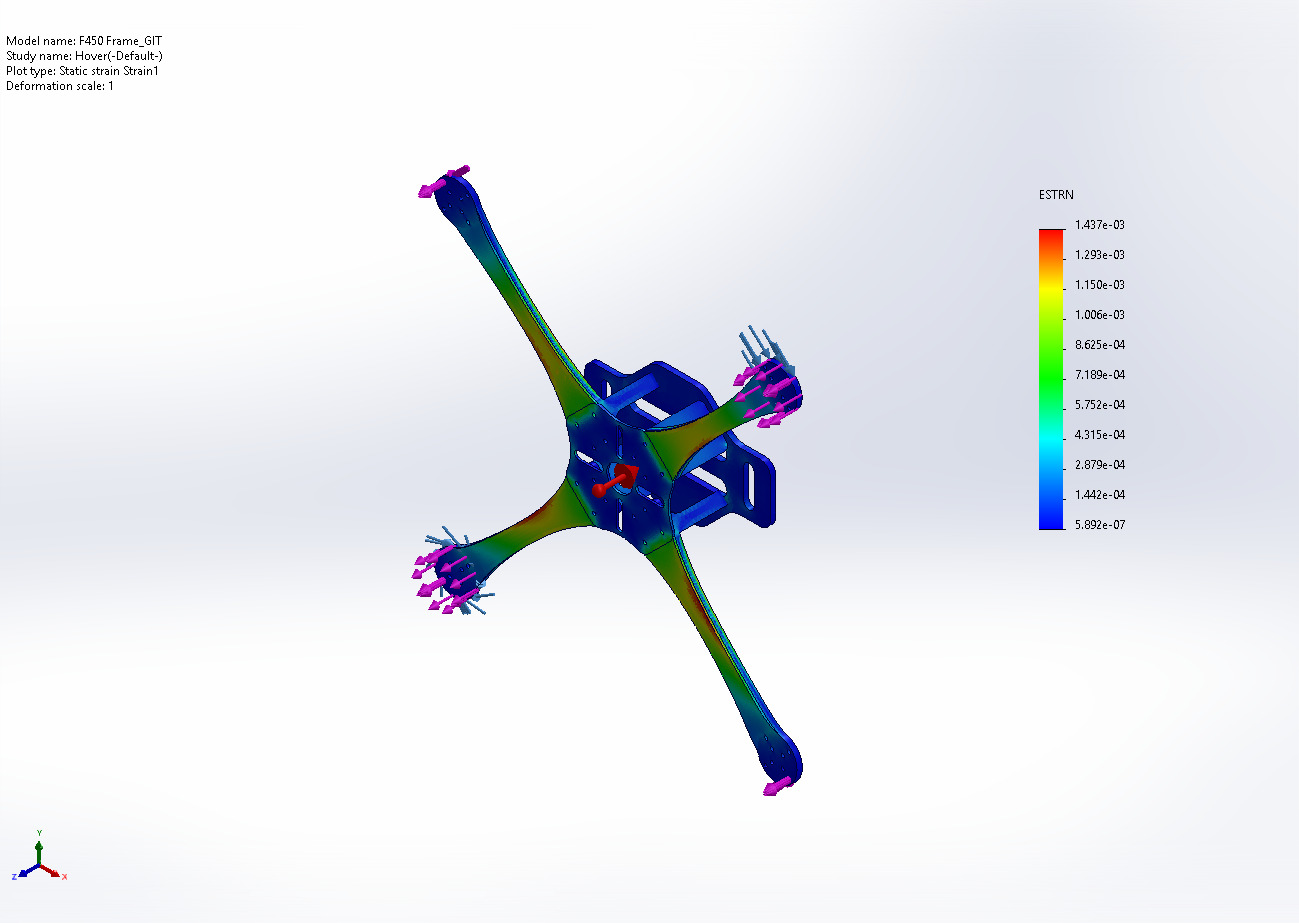 Model name: F450 Frame_GIT
Study name: Hover(-Default-)
Plot type: Static strain Strain1
Deformation scale: 1
ESTRN
1.437e-03
1.293e-03
1.150e-03
1.006e-03
8.625e-04
7.189e-04
5.752e-04
4.315e-04
2.879e-04
1.442e-04
5.892e-07
Y
Z
X